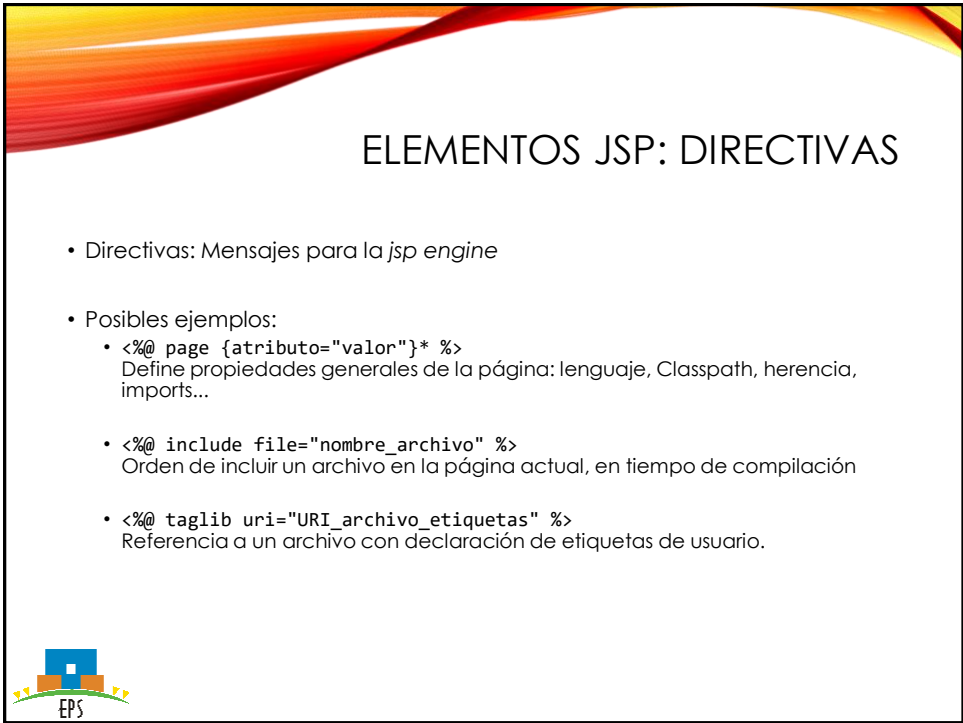 ELEMENTOS JSP: DIRECTIVAS
• Directivas: Mensajes para la jsp engine
• Posibles ejemplos:
• <%@ page {atributo="valor"}* %>
Define propiedades generales de la página: lenguaje, Classpath, herencia,
imports...
• <%@ include file="nombre_archivo" %>
Orden de incluir un archivo en la página actual, en tiempo de compilación
• <%@ taglib uri="URI_archivo_etiquetas" %>
Referencia a un archivo con declaración de etiquetas de usuario.
EPS